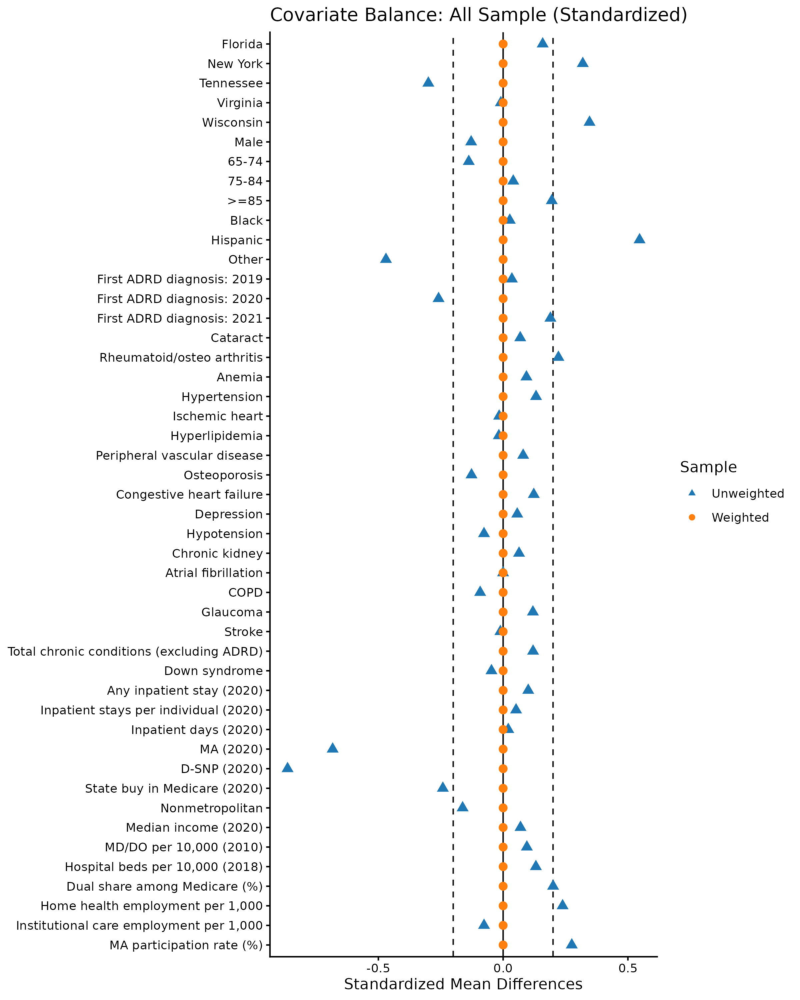 Covariate Balance: All Sample (Standardized)
Florida
New York
Tennessee
Virginia
Wisconsin
Male
65-74
75-84
>=85
Black
Hispanic
Other
First ADRD diagnosis: 2019
First ADRD diagnosis: 2020
First ADRD diagnosis: 2021
Cataract
Rheumatoid/osteo arthritis
Anemia
Hypertension
Ischemic heart
Hyperlipidemia
Peripheral vascular disease
Osteoporosis
Congestive heart failure
Depression
Hypotension
Chronic kidney
Atrial fibrillation
COPD
Glaucoma
Stroke
Total chronic conditions (excluding ADRD)
Down syndrome
Any inpatient stay (2020)
Inpatient stays per individual (2020)
Inpatient days (2020)
MA (2020)
D-SNP (2020)
State buy in Medicare (2020)
Nonmetropolitan
Median income (2020)
MD/DO per 10,000 (2010)
Hospital beds per 10,000 (2018)
Dual share among Medicare (%)
Home health employment per 1,000
Institutional care employment per 1,000
MA participation rate (%)
-0.5 0.0 0.5
Standardized Mean Differences
Sample
Unweighted
Weighted